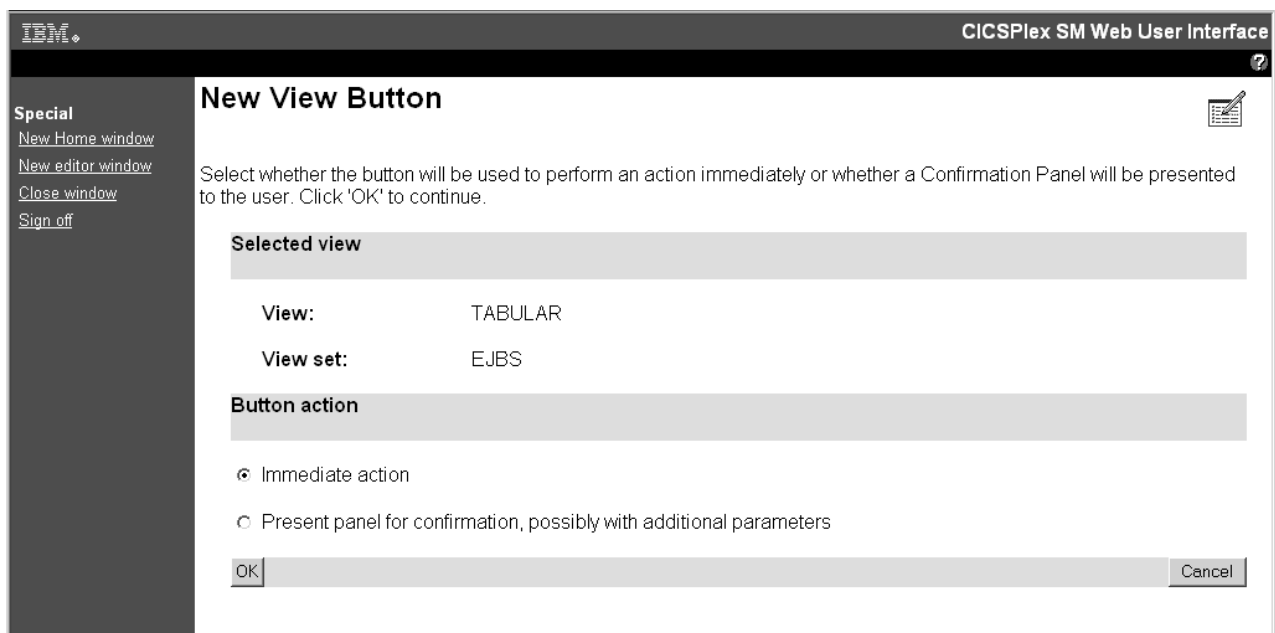 IBM®
CICSPlex SM Web User Interface
?
Special
New Home window
New editor window
Close window
Sign off
New View Button
Select whether the button will be used to perform an action immediately or whether a Confirmation Panel will be presented
to the user. Click 'OK' to continue.
Selected view
View: TABULAR
View set: EJBS
Button action
Immediate action
Present panel for confirmation, possibly with additional parameters
OK Cancel